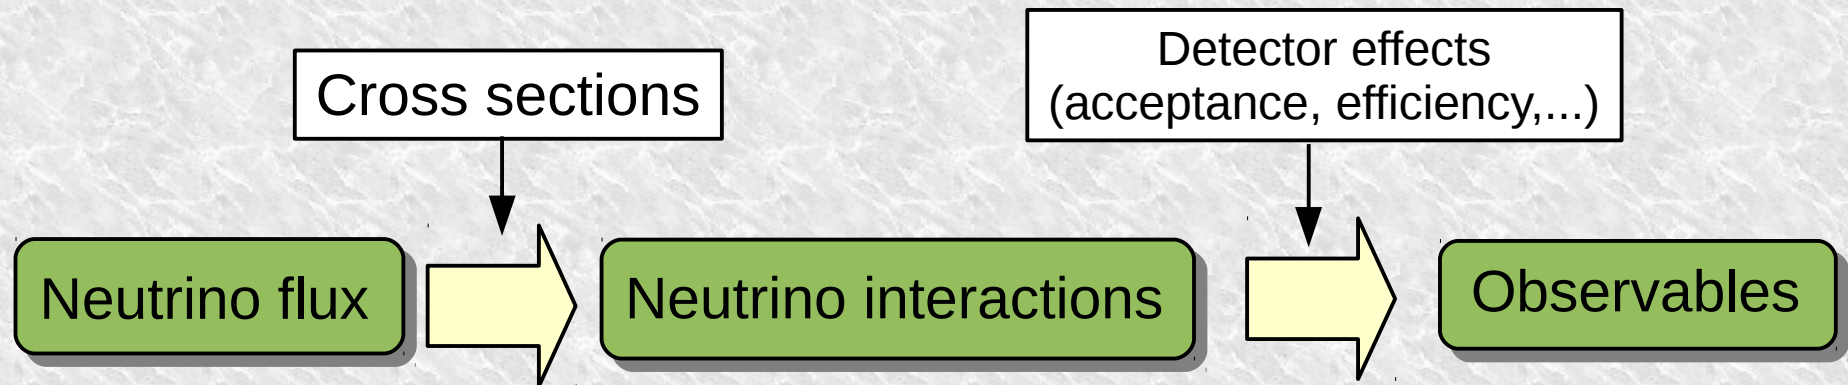 Cross sections
Detector effects
(acceptance, efficiency,...)
Neutrino flux
Neutrino interactions
Observables